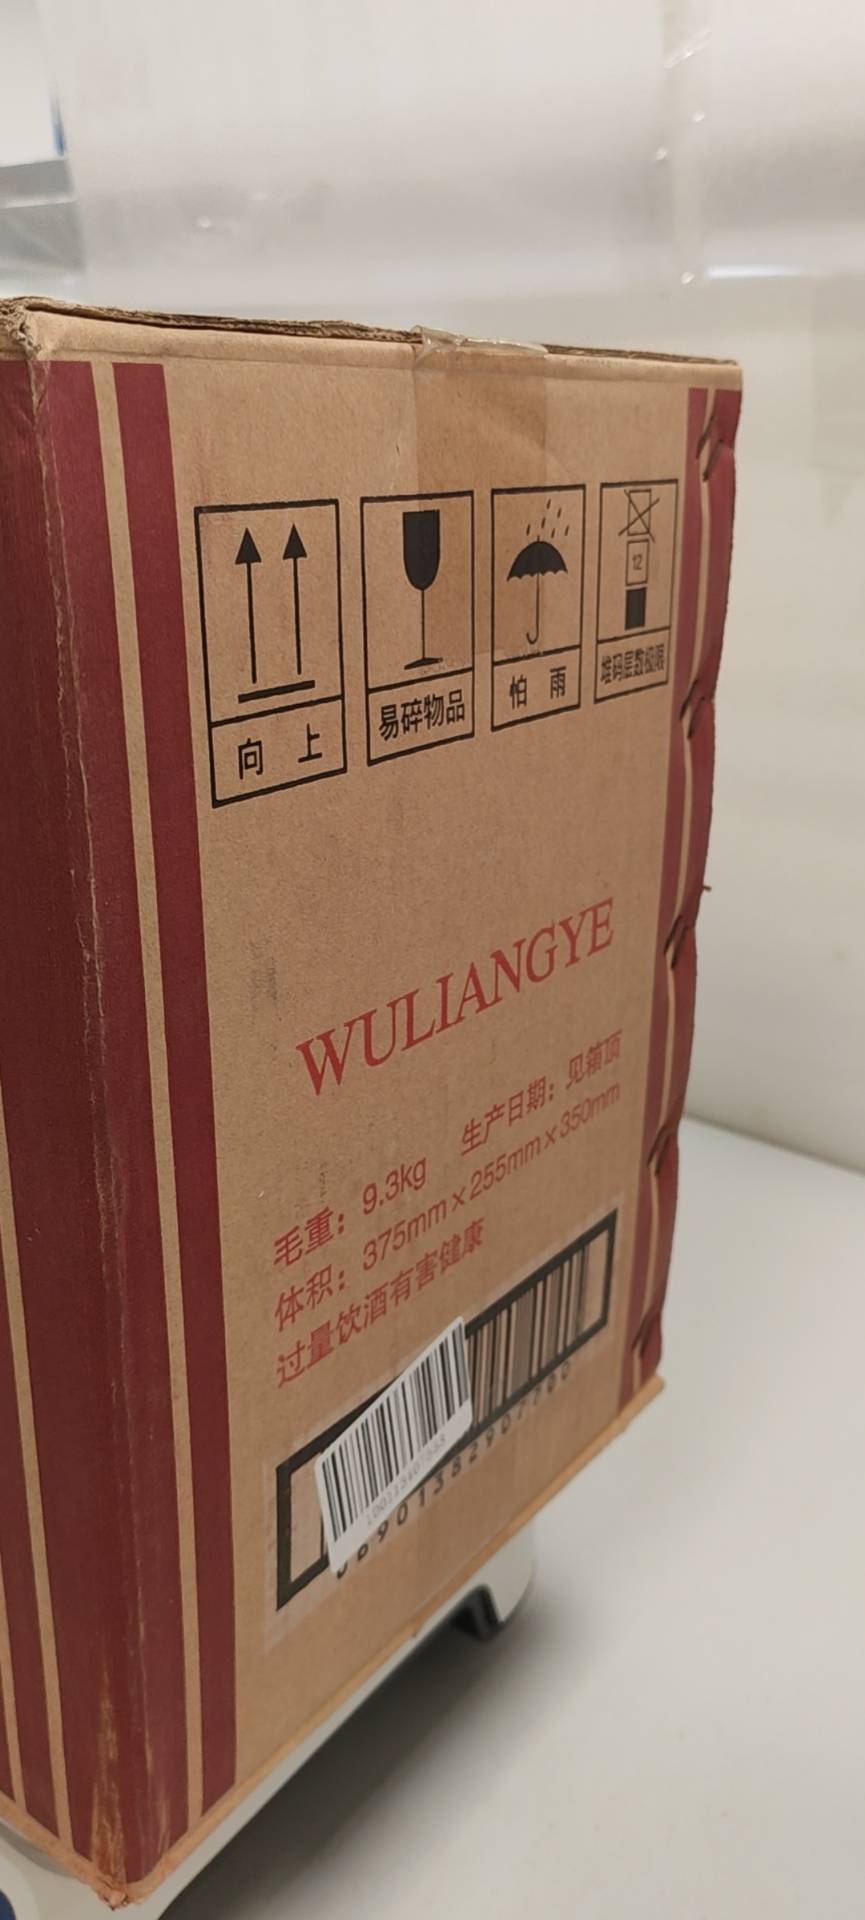 向 上
易碎物品
怕 雨
12
堆码层数极限
WULIANGYE
毛重：9.3kg 生产日期：见箱顶
体积：375mm×255mm×350mm
过量饮酒有害健康